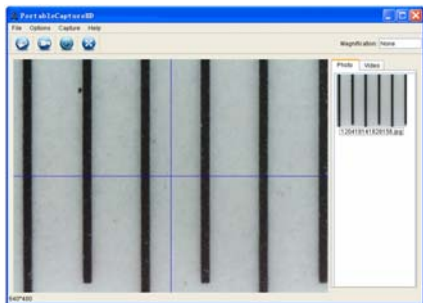 PortableCaptureHD
File Options Capture Help
Magnification: None
Photo Video
640*480